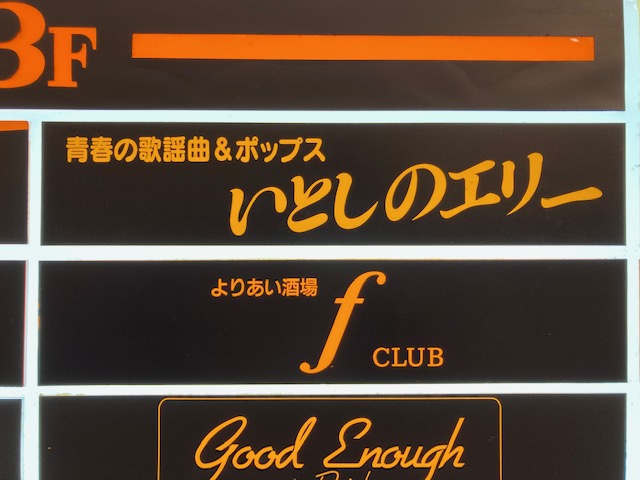 3F
青春の歌謡曲&ポップス
いとしのエリー
よりあい酒場
f
CLUB
Good Enough